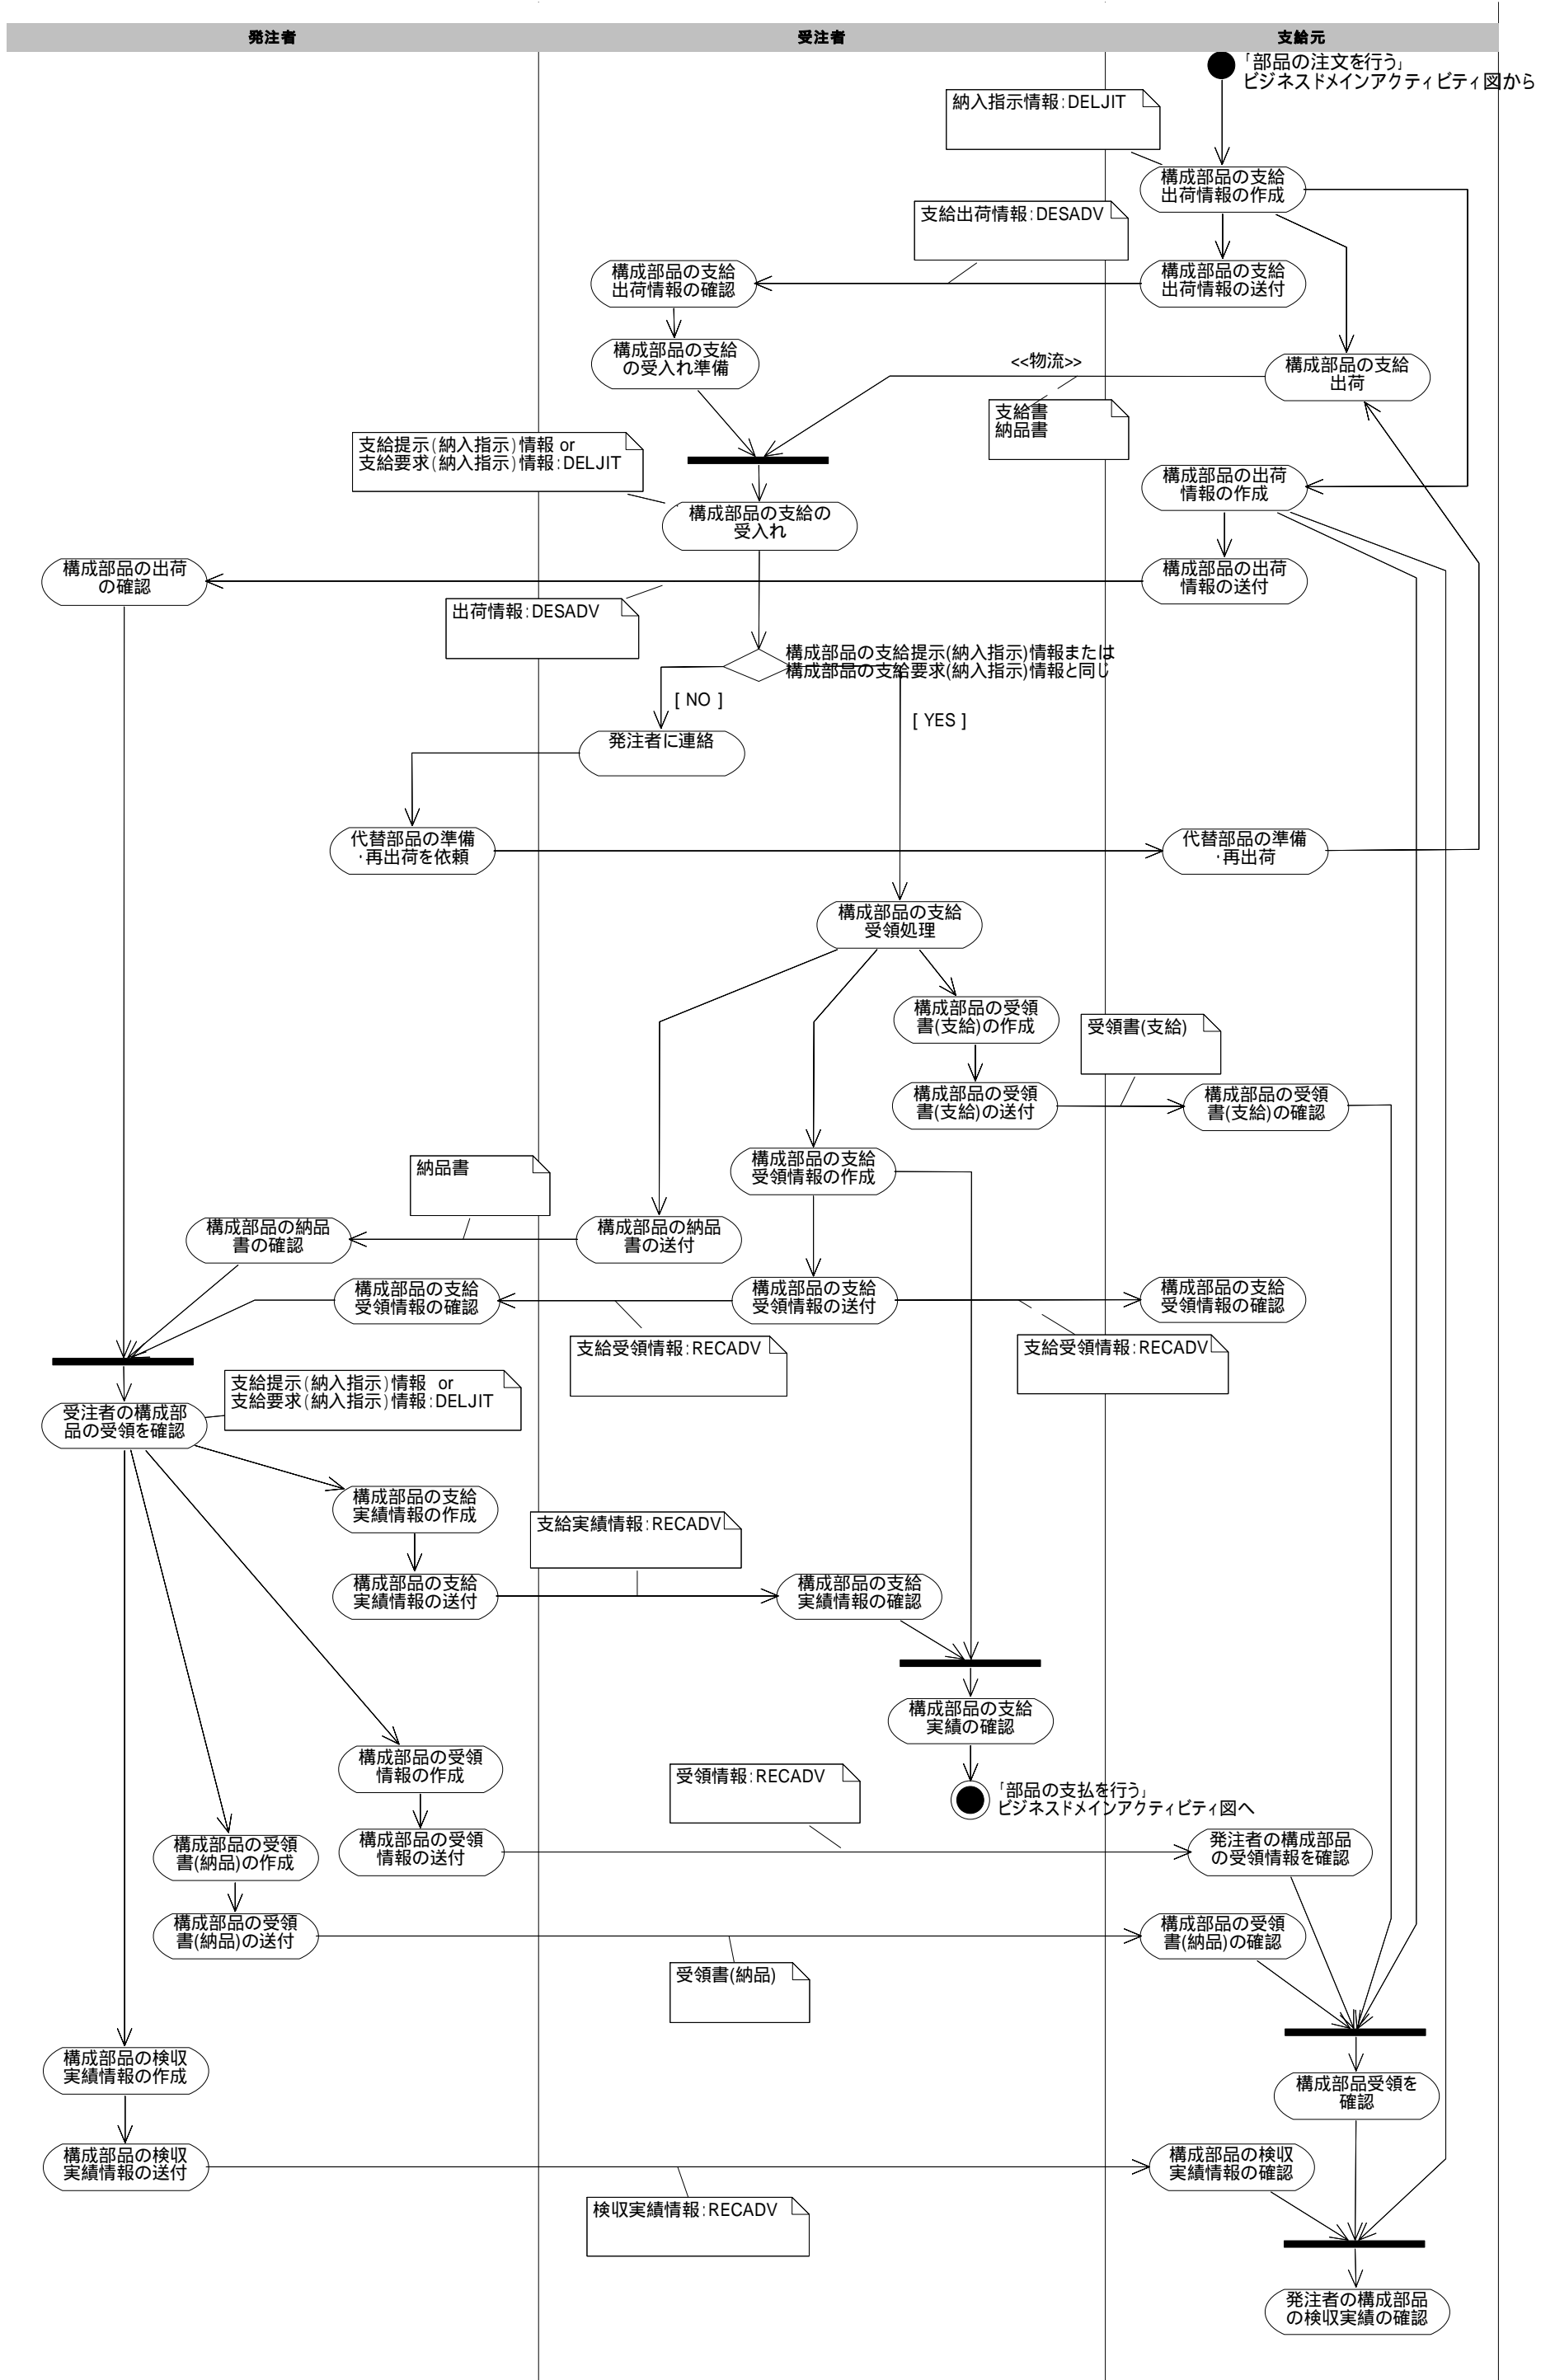 発注者
受注者
支給元
「部品の注文を行う」
ビジネスドメインアクティビティ図から
納入指示情報:DELJIT
構成部品の支給
出荷情報の作成
支給出荷情報:DESADV
構成部品の支給
出荷情報の確認
構成部品の支給
出荷情報の送付
構成部品の支給
の受入れ準備
<<物流>>
構成部品の支給
出荷
支給書
納品書
支給提示(納入指示)情報 or
支給要求(納入指示)情報:DELJIT
構成部品の出荷
情報の作成
構成部品の支給の
受入れ
構成部品の出荷
の確認
構成部品の出荷
情報の送付
出荷情報:DESADV
構成部品の支給提示(納入指示)情報または
構成部品の支給要求(納入指示)情報と同じ
[ NO ]
[ YES ]
発注者に連絡
代替部品の準備
・再出荷を依頼
代替部品の準備
・再出荷
構成部品の支給
受領処理
構成部品の受領
書(支給)の作成
受領書(支給)
構成部品の受領
書(支給)の送付
構成部品の受領
書(支給)の確認
納品書
構成部品の支給
受領情報の作成
構成部品の納品
書の確認
構成部品の納品
書の送付
構成部品の支給
受領情報の確認
構成部品の支給
受領情報の送付
構成部品の支給
受領情報の確認
支給受領情報:RECADV
支給受領情報:RECADV
支給提示(納入指示)情報 or
支給要求(納入指示)情報:DELJIT
受注者の構成部
品の受領を確認
構成部品の支給
実績情報の作成
支給実績情報:RECADV
構成部品の支給
実績情報の送付
構成部品の支給
実績情報の確認
構成部品の支給
実績の確認
構成部品の受領
情報の作成
受領情報:RECADV
「部品の支払を行う」
ビジネスドメインアクティビティ図へ
構成部品の受領
書(納品)の作成
構成部品の受領
情報の送付
発注者の構成部品
の受領情報を確認
構成部品の受領
書(納品)の送付
構成部品の受領
書(納品)の確認
受領書(納品)
構成部品の検収
実績情報の作成
構成部品受領を
確認
構成部品の検収
実績情報の送付
構成部品の検収
実績情報の確認
検収実績情報:RECADV
発注者の構成部品
の検収実績の確認